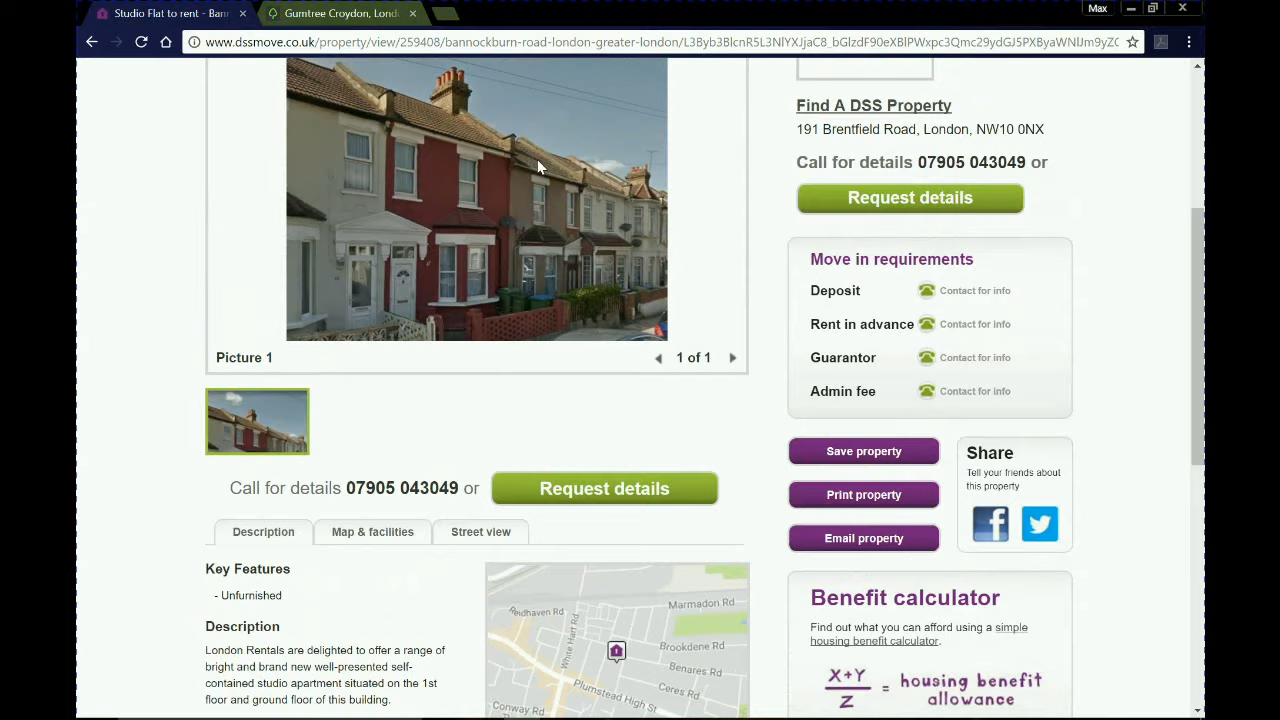 Max
Studio Flat to rent - Bann
Gumtree Croydon, Lond
www.dssmove.co.uk/property/view/259408/bannockburn-road-london-greater-london/
Find A DSS Property
191 Brentfield Road, London, NW10 0NX
Call for details 07905 043049 or
Request details
Move in requirements
Deposit Contact for info
Rent in advance Contact for info
Guarantor Contact for info
Admin fee Contact for info
Picture 1
1 of 1
Save property
Print property
Email property
Share
Tell your friends about
this property
Call for details 07905 043049 or
Request details
Description
Map & facilities
Street view
Key Features
- Unfurnished
Description
London Rentals are delighted to offer a range of
bright and brand new well-presented self-
contained studio apartment situated on the 1st
floor and ground floor of this building.
Reidhaven Rd
Marmadon Rd
White Hart Rd
Brookdene Rd
Benares Rd
Ceres Rd
Plumstead High St
Conway Rd
Benefit calculator
Find out what you can afford using a simple
housing benefit calculator.
X+Y
Z
= housing benefit
allowance